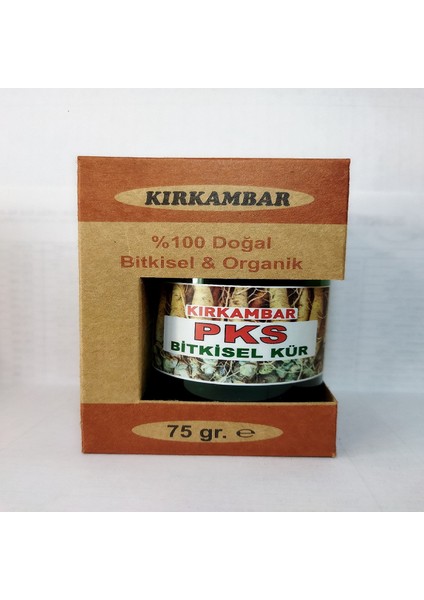 KIRKAMBAR
%100 Doğal
Bitkisel & Organik
KIRKAMBAR
PKS
BİTKİSEL KÜR
75 gr. ℮